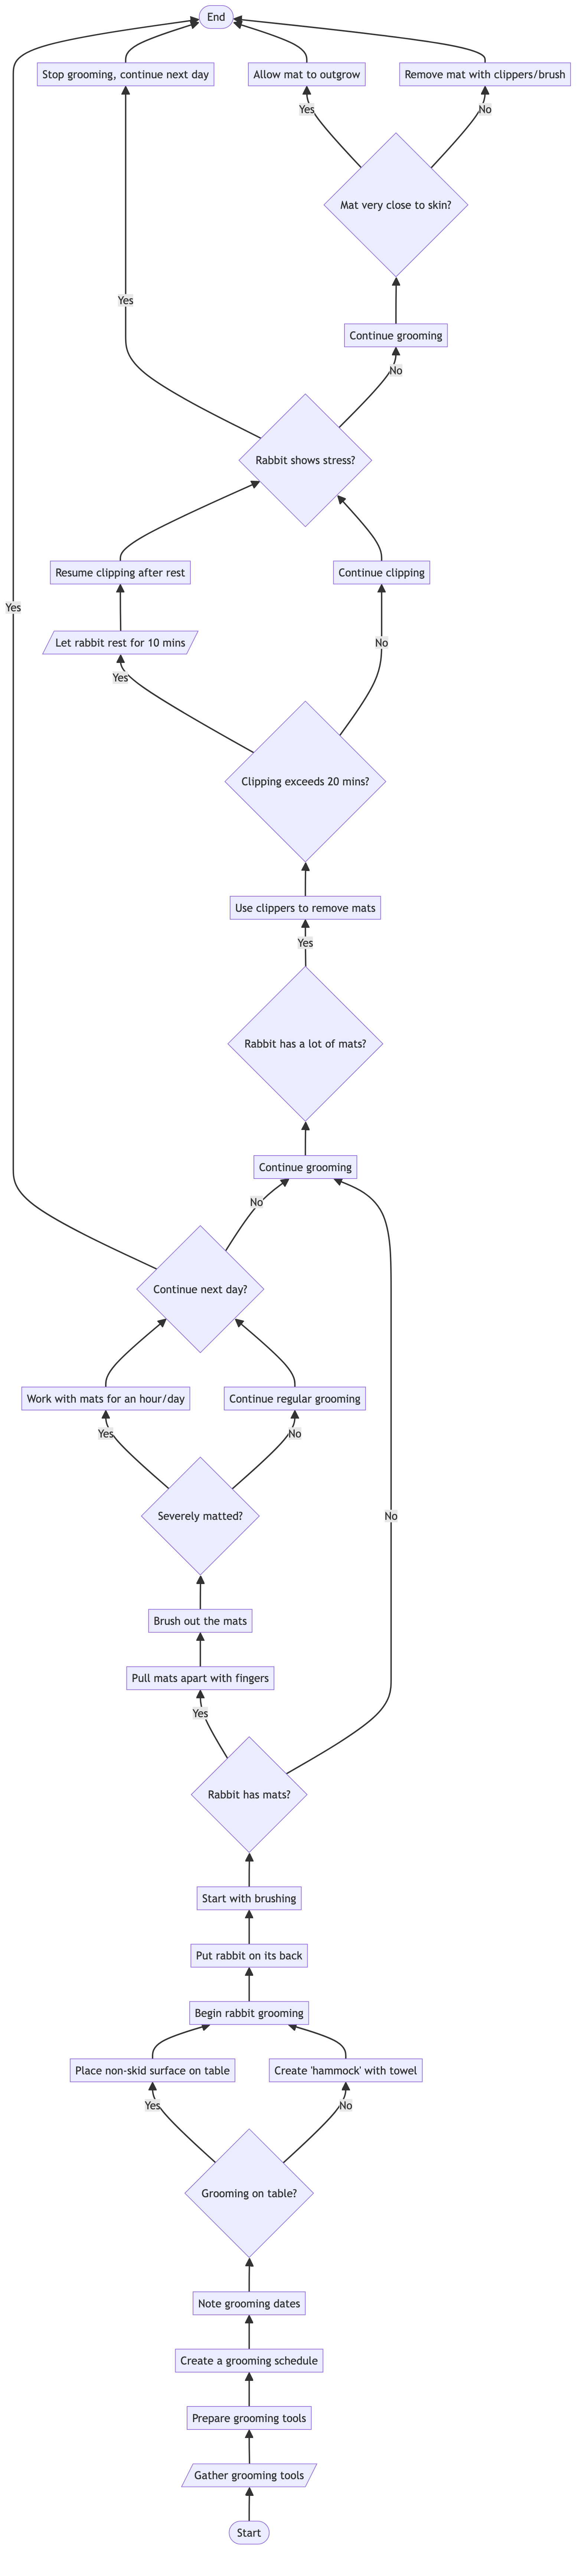 End
Stop grooming, continue next day
Allow mat to outgrow
Remove mat with clippers/brush
Yes
No
Mat very close to skin?
Yes
Continue grooming
No
Rabbit shows stress?
Resume clipping after rest
Continue clipping
Yes
Let rabbit rest for 10 mins
No
Yes
Clipping exceeds 20 mins?
Use clippers to remove mats
Yes
Rabbit has a lot of mats?
Continue grooming
No
Continue next day?
Work with mats for an hour/day
Continue regular grooming
Yes
No
Severely matted?
No
Brush out the mats
Pull mats apart with fingers
Yes
Rabbit has mats?
Start with brushing
Put rabbit on its back
Begin rabbit grooming
Place non-skid surface on table
Create 'hammock' with towel
Yes
No
Grooming on table?
Note grooming dates
Create a grooming schedule
Prepare grooming tools
Gather grooming tools
Start